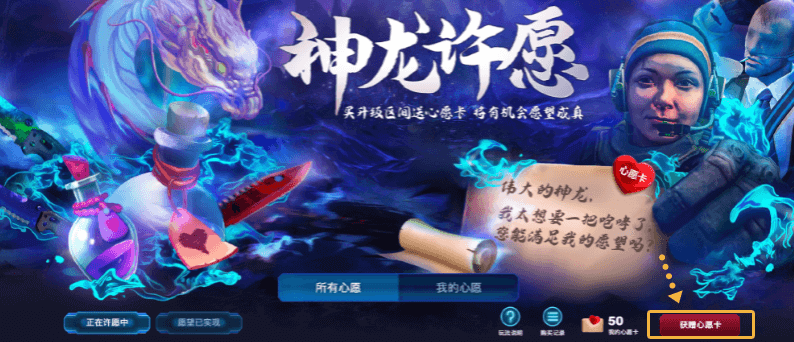 神龙许愿
买升级区间送心愿卡 将有机会愿望成真
心愿卡
伟大的神龙，
我太想要一把咆哮了，
您能满足我的愿望吗？
所有心愿
我的心愿
正在许愿中
愿望已实现
玩法说明
购买记录
50
我的心愿卡
获赠心愿卡